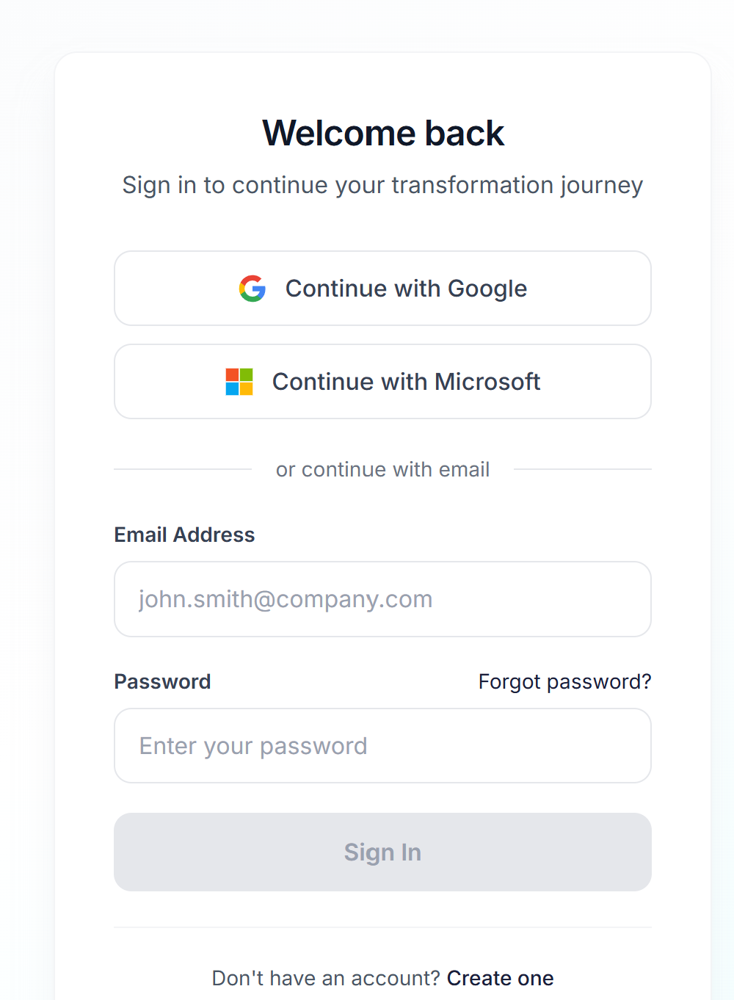 Welcome back
Sign in to continue your transformation journey
Continue with Google
Continue with Microsoft
or continue with email
Email Address
john.smith@company.com
Password Forgot password?
Enter your password
Sign In
Don't have an account? Create one